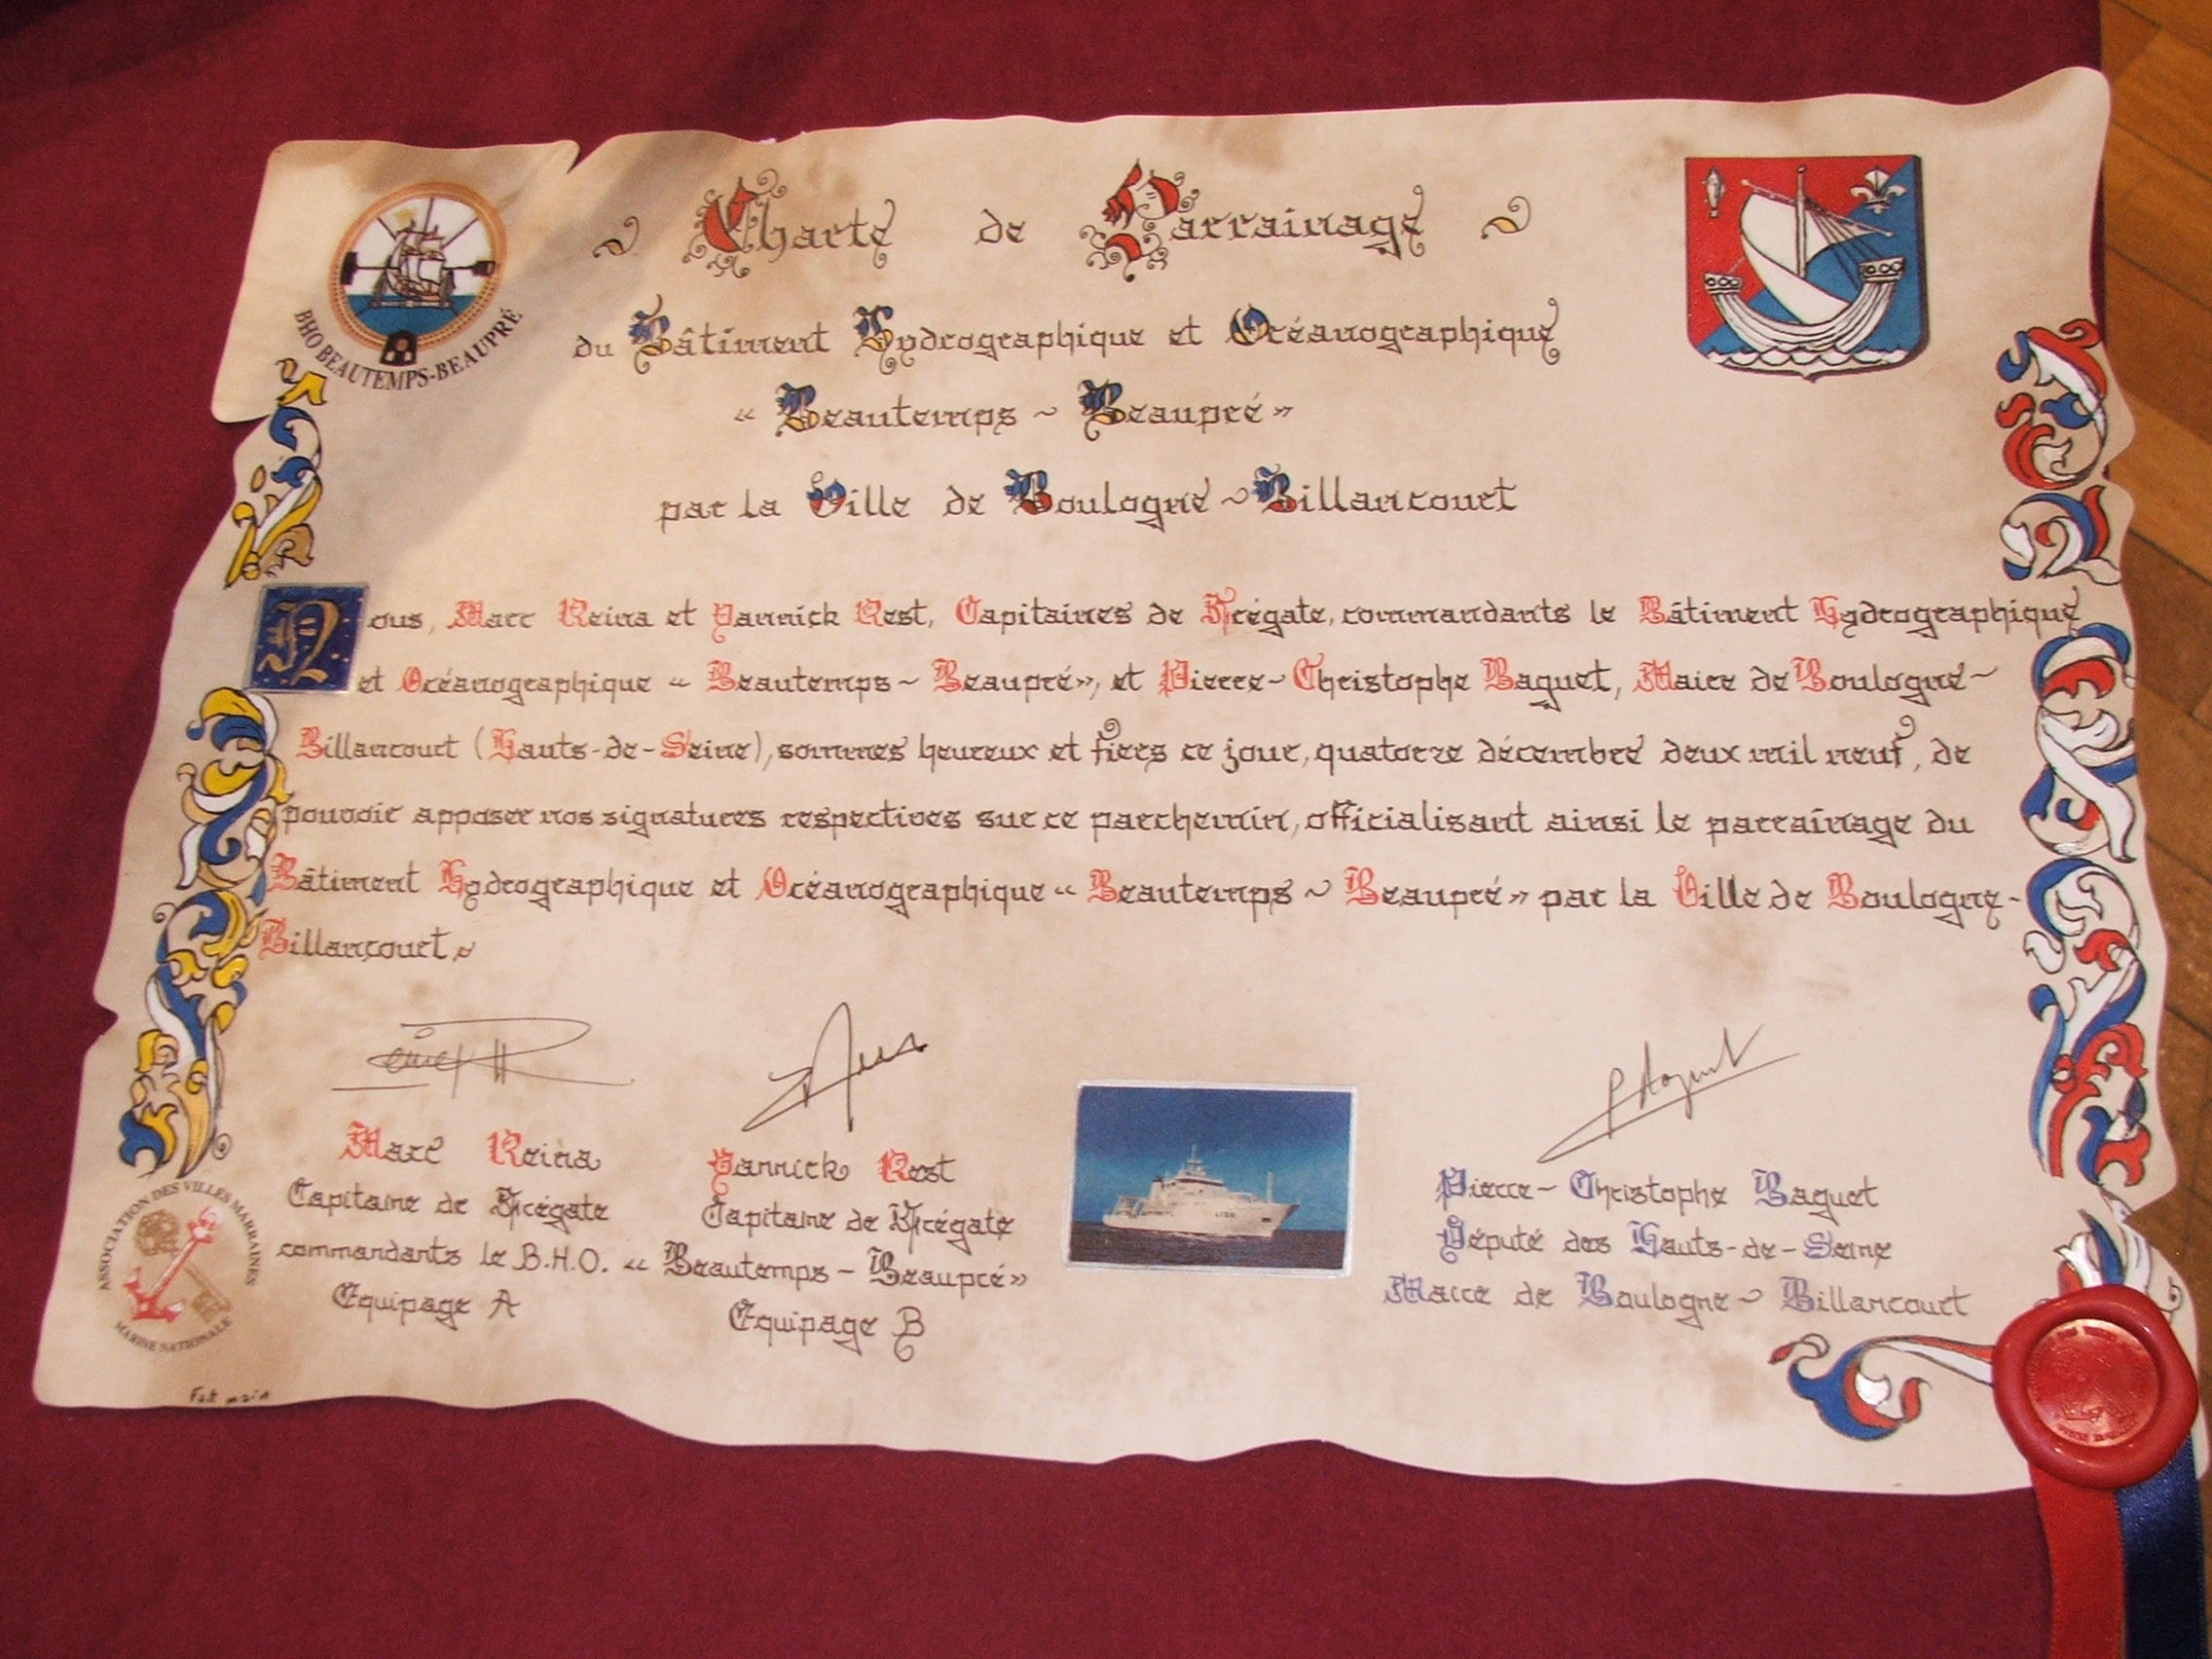 BHO BEAUTEMPS-BEAUPRÉ
Charte de Parrainage
du Bâtiment Hydrographique et Océanographique
« Beautemps ~ Beaupré »
par la Ville de Boulogne ~ Billancourt
Nous, Marc Reina et Yannick Rest, Capitaines de Frégate, commandants le Bâtiment Hydrographique
et Océanographique « Beautemps ~ Beaupré », et Pierre ~ Christophe Baguet, Maire de Boulogne ~
Billancourt (Hauts-de-Seine), sommes heureux et fiers ce jour, quatorze décembre deux mil neuf, de
pouvoir apposer nos signatures respectives sur ce parchemin, officialisant ainsi le parrainage du
Bâtiment Hydrographique et Océanographique « Beautemps ~ Beaupré » par la Ville de Boulogne -
Billancourt.
Marc Reina
Capitaine de Frégate
Yannick Rest
Capitaine de Frégate
commandants le B.H.O. « Beautemps - Beaupré »
Equipage A
Equipage B
Pierre - Christophe Baguet
Député des Hauts-de-Seine
Maire de Boulogne ~ Billancourt
ASSOCIATION DES VILLES MARRAINES
MARINE NATIONALE
Fait main